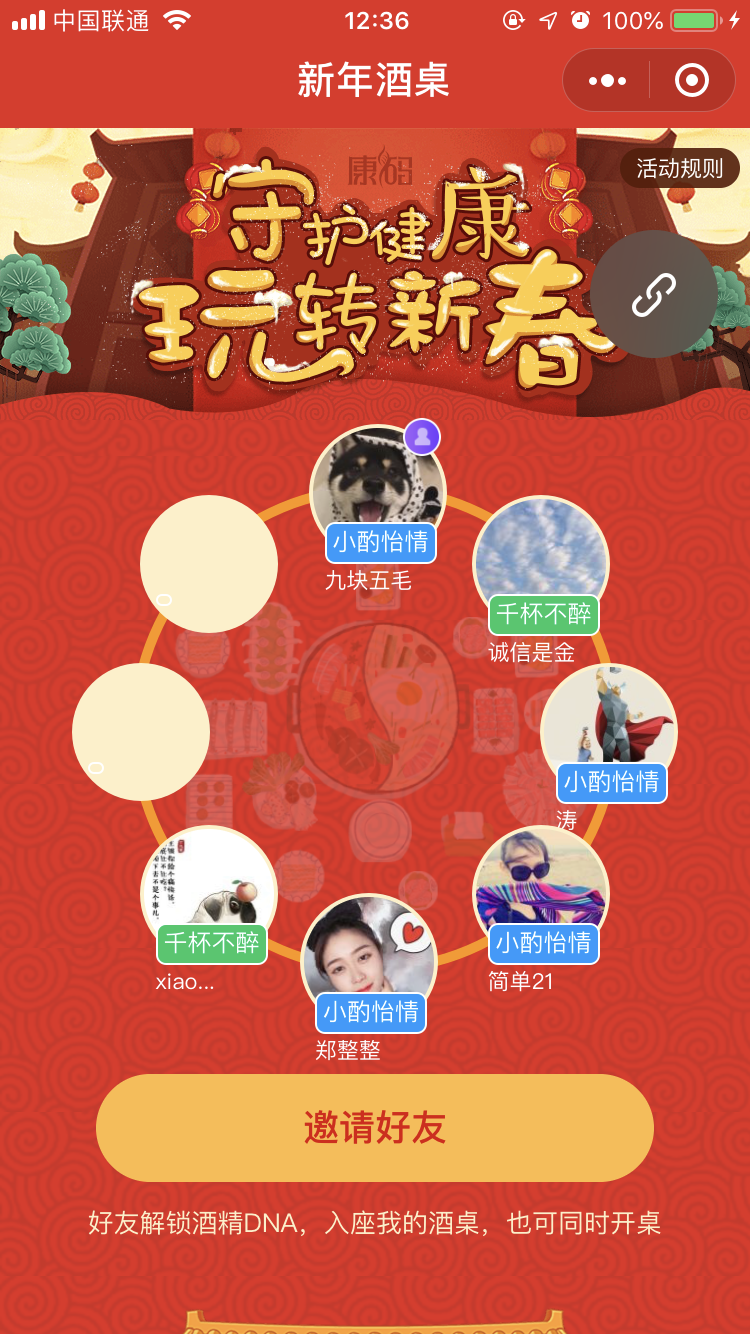 中国联通
12:36
100%
新年酒桌
康码
活动规则
守护健康
玩转新春
小酌怡情
九块五毛
千杯不醉
诚信是金
小酌怡情
涛
千杯不醉
xiao...
小酌怡情
简单21
小酌怡情
郑整整
邀请好友
好友解锁酒精DNA，入座我的酒桌，也可同时开桌